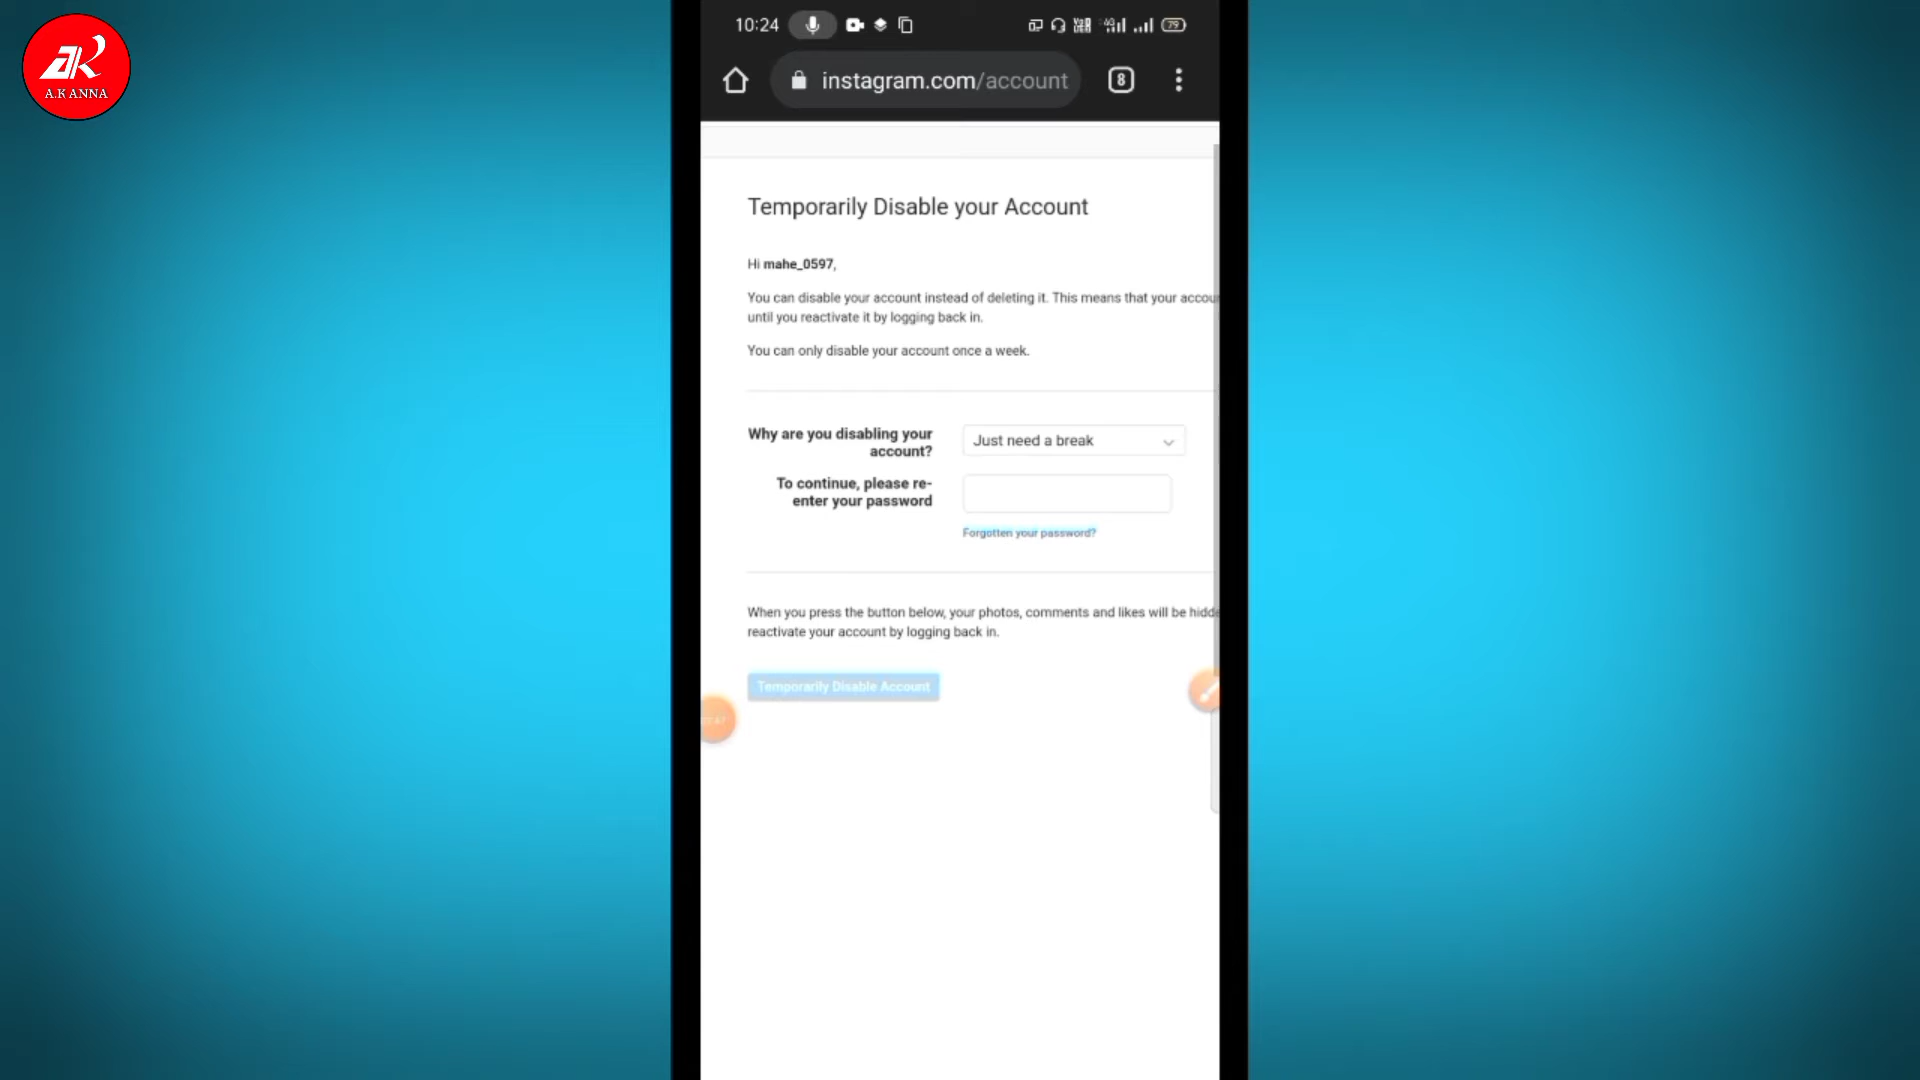 10:24
79
A.K ANNA
instagram.com/account
8
Temporarily Disable your Account
Hi mahe_0597,
You can disable your account instead of deleting it. This means that your accou
until you reactivate it by logging back in.
You can only disable your account once a week.
Why are you disabling your
account?
Just need a break
To continue, please re-
enter your password
Forgotten your password?
When you press the button below, your photos, comments and likes will be hidde
reactivate your account by logging back in.
Temporarily Disable Account